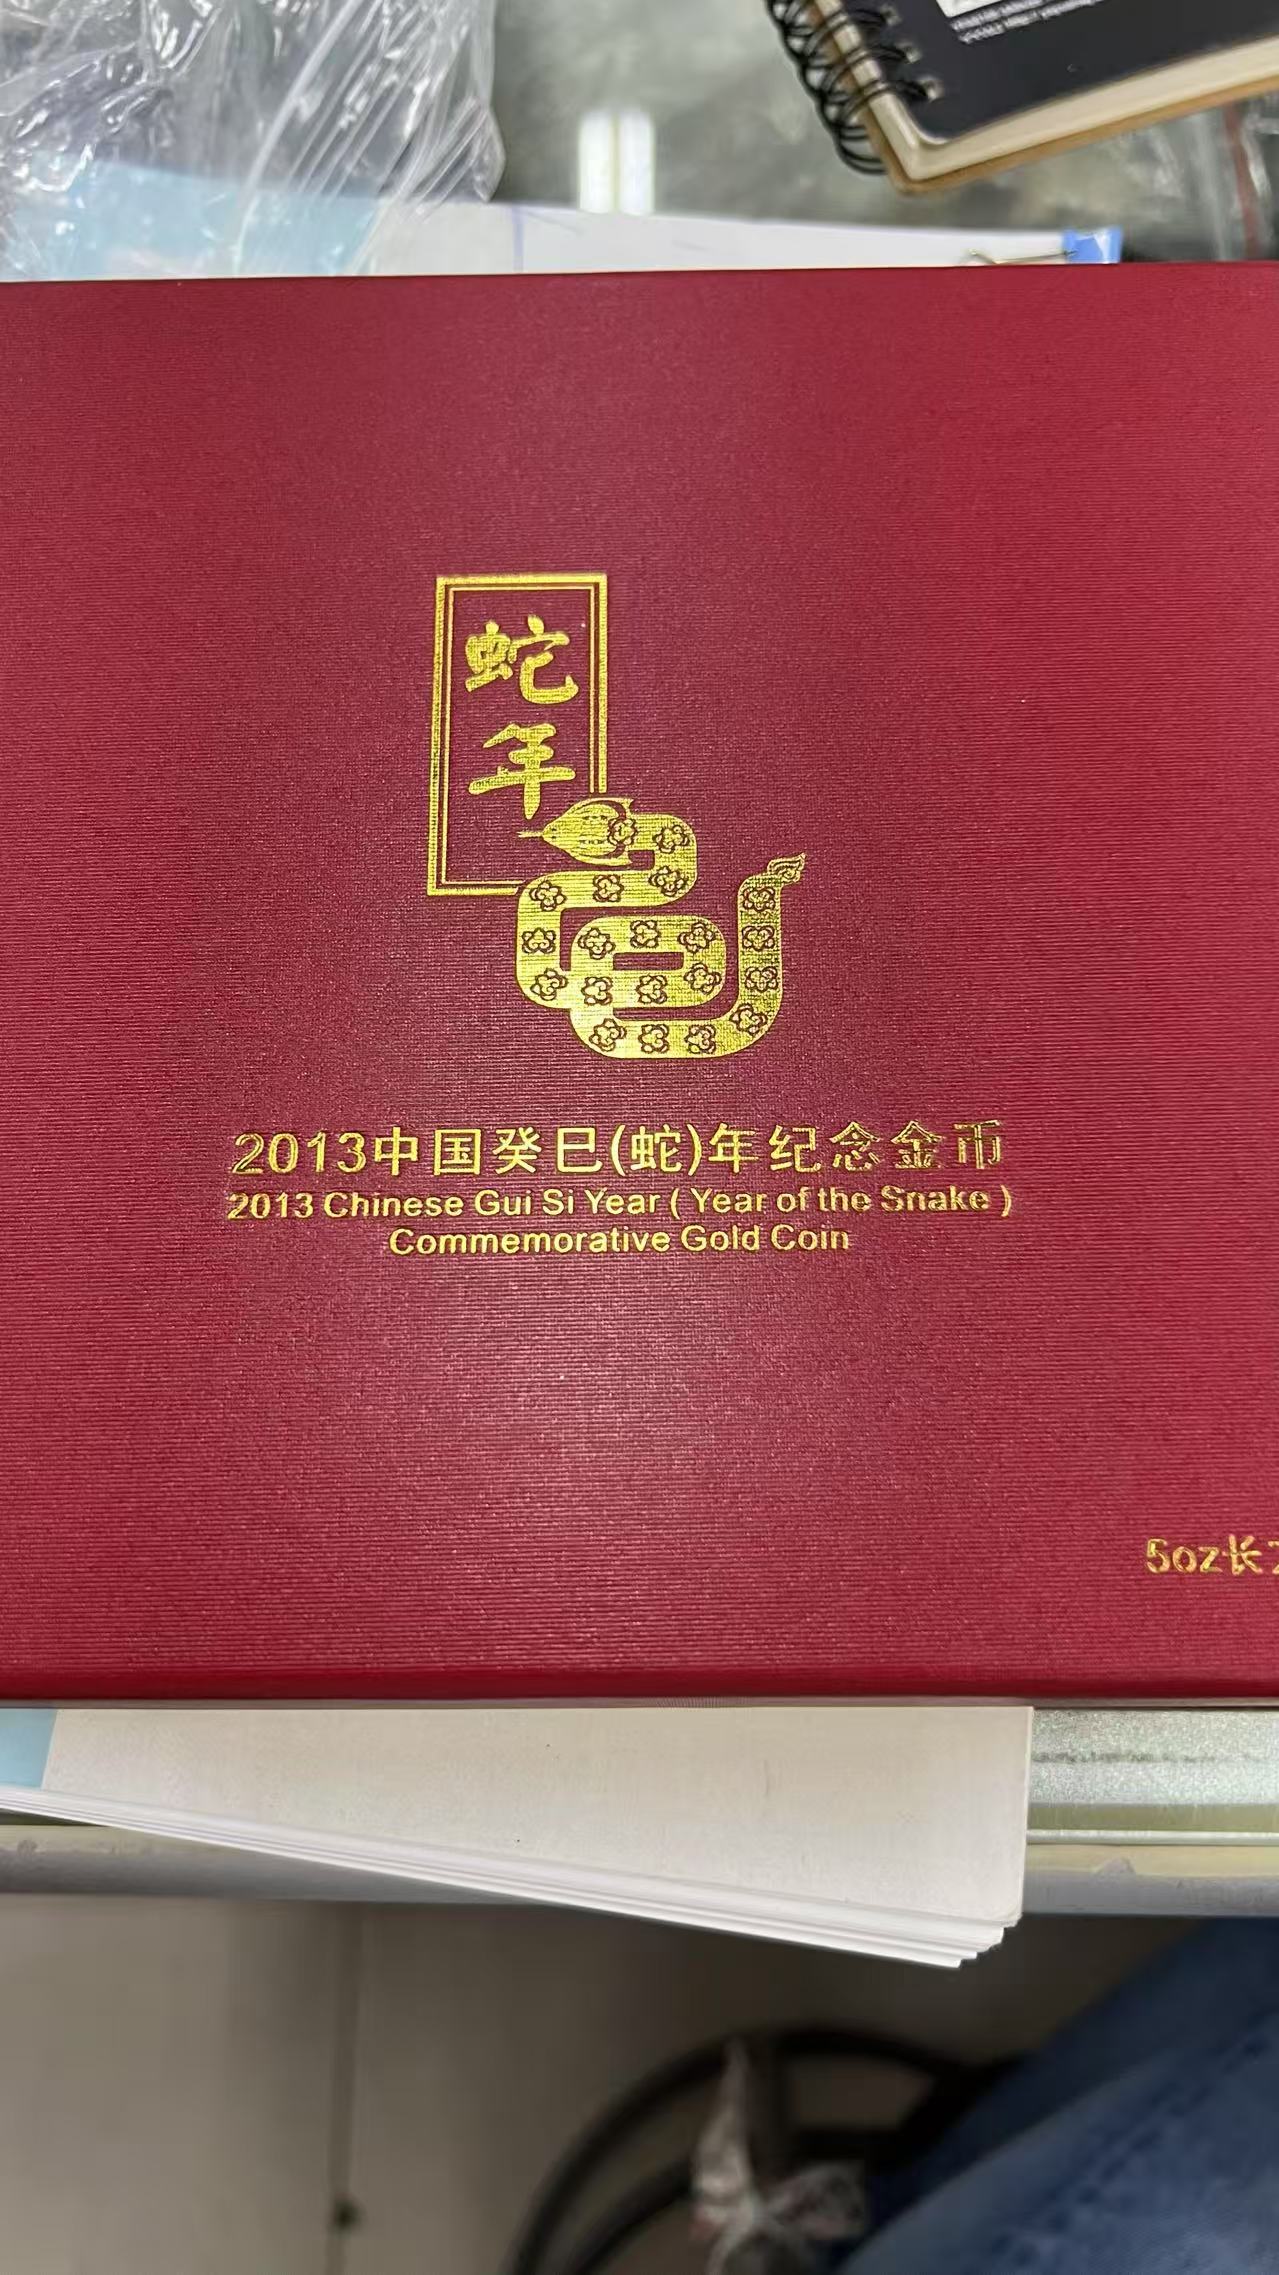 蛇
年
2013中国癸巳(蛇)年纪念金币
2013 Chinese Gui Si Year ( Year of the Snake )
Commemorative Gold Coin
5oz长